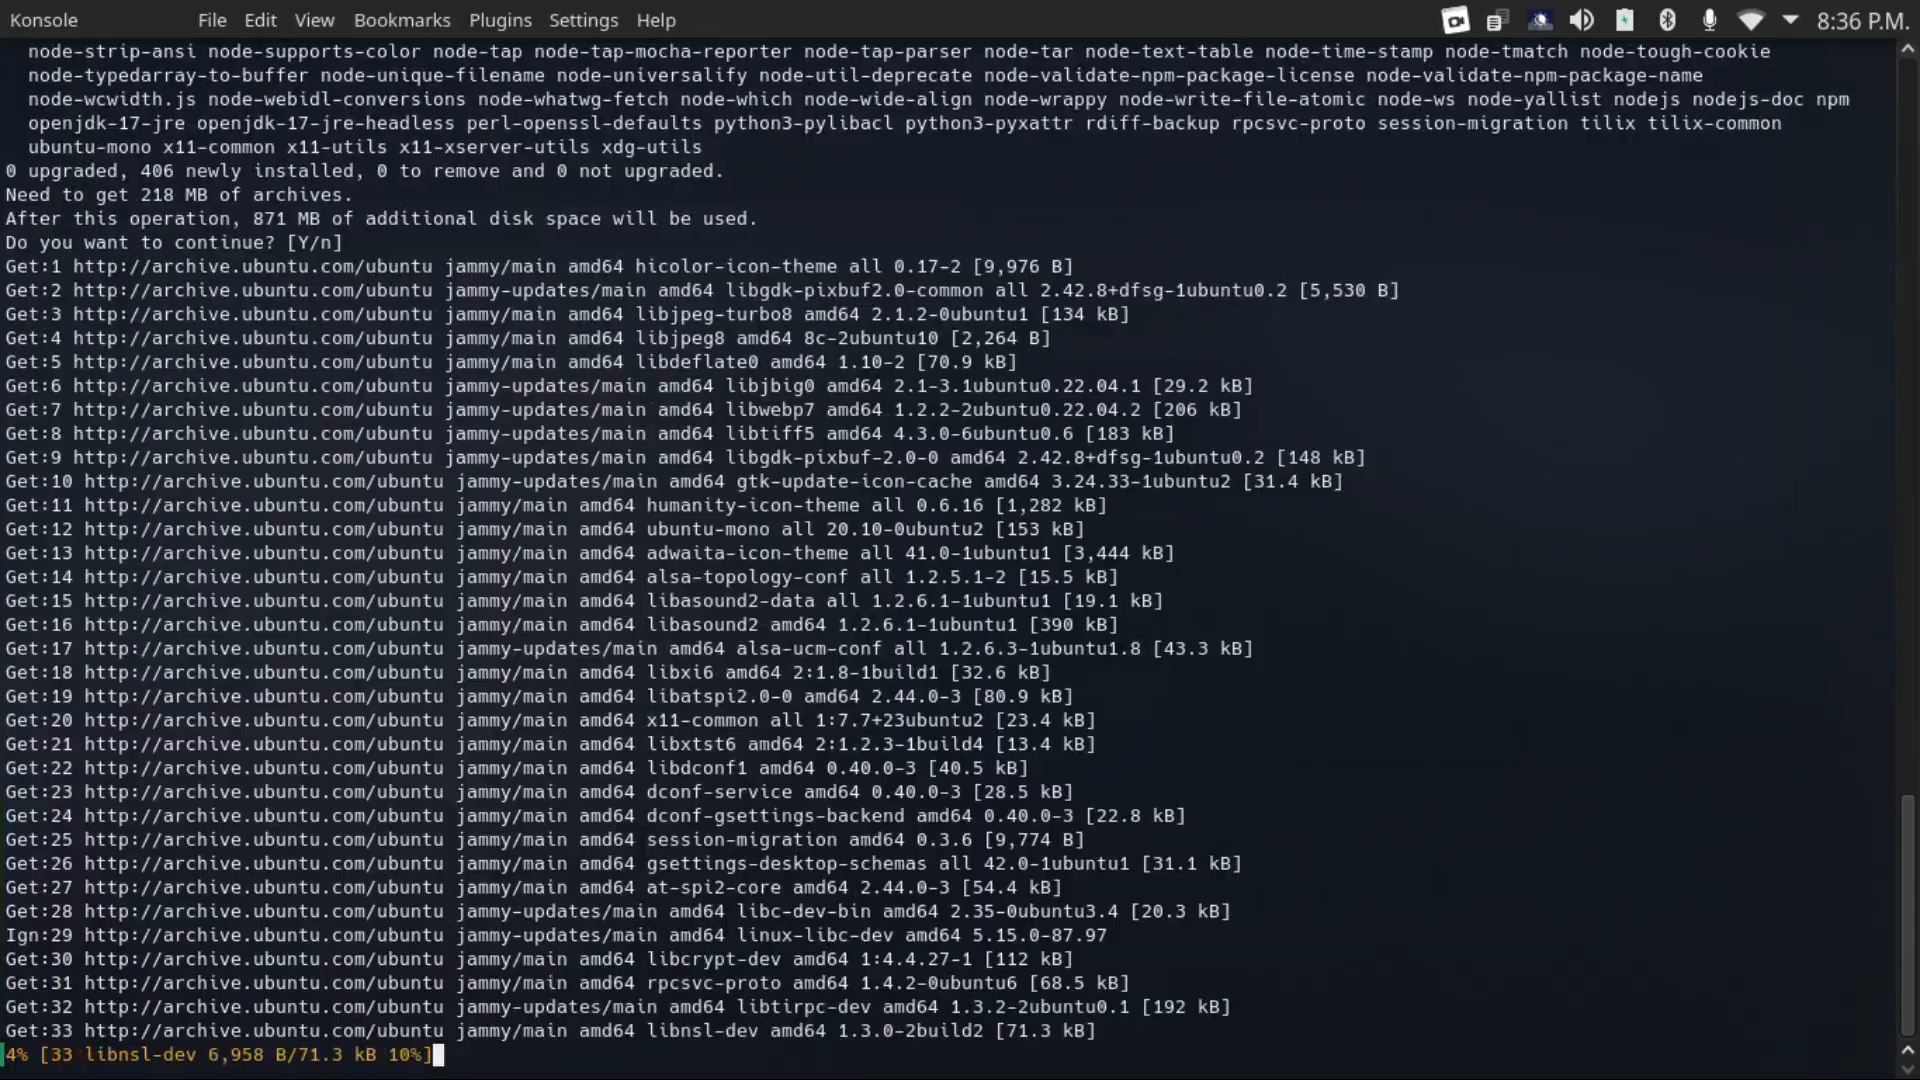 Konsole File Edit View Bookmarks Plugins Settings Help 8:36 P.M.
node-strip-ansi node-supports-color node-tap node-tap-mocha-reporter node-tap-parser node-tar node-text-table node-time-stamp node-tmatch node-tough-cookie
node-typedarray-to-buffer node-unique-filename node-universalify node-util-deprecate node-validate-npm-package-license node-validate-npm-package-name
node-wcwidth.js node-webidl-conversions node-whatwg-fetch node-which node-wide-align node-wrappy node-write-file-atomic node-ws node-yallist nodejs nodejs-doc npm
openjdk-17-jre openjdk-17-jre-headless perl-openssl-defaults python3-pylibacl python3-pyxattr rdiff-backup rpcsvc-proto session-migration tilix tilix-common
ubuntu-mono x11-common x11-utils x11-xserver-utils xdg-utils
0 upgraded, 406 newly installed, 0 to remove and 0 not upgraded.
Need to get 218 MB of archives.
After this operation, 871 MB of additional disk space will be used.
Do you want to continue? [Y/n]
Get:1 http://archive.ubuntu.com/ubuntu jammy/main amd64 hicolor-icon-theme all 0.17-2 [9,976 B]
Get:2 http://archive.ubuntu.com/ubuntu jammy-updates/main amd64 libgdk-pixbuf2.0-common all 2.42.8+dfsg-1ubuntu0.2 [5,530 B]
Get:3 http://archive.ubuntu.com/ubuntu jammy/main amd64 libjpeg-turbo8 amd64 2.1.2-0ubuntu1 [134 kB]
Get:4 http://archive.ubuntu.com/ubuntu jammy/main amd64 libjpeg8 amd64 8c-2ubuntu10 [2,264 B]
Get:5 http://archive.ubuntu.com/ubuntu jammy/main amd64 libdeflate0 amd64 1.10-2 [70.9 kB]
Get:6 http://archive.ubuntu.com/ubuntu jammy-updates/main amd64 libjbig0 amd64 2.1-3.1ubuntu0.22.04.1 [29.2 kB]
Get:7 http://archive.ubuntu.com/ubuntu jammy-updates/main amd64 libwebp7 amd64 1.2.2-2ubuntu0.22.04.2 [206 kB]
Get:8 http://archive.ubuntu.com/ubuntu jammy-updates/main amd64 libtiff5 amd64 4.3.0-6ubuntu0.6 [183 kB]
Get:9 http://archive.ubuntu.com/ubuntu jammy-updates/main amd64 libgdk-pixbuf-2.0-0 amd64 2.42.8+dfsg-1ubuntu0.2 [148 kB]
Get:10 http://archive.ubuntu.com/ubuntu jammy-updates/main amd64 gtk-update-icon-cache amd64 3.24.33-1ubuntu2 [31.4 kB]
Get:11 http://archive.ubuntu.com/ubuntu jammy/main amd64 humanity-icon-theme all 0.6.16 [1,282 kB]
Get:12 http://archive.ubuntu.com/ubuntu jammy/main amd64 ubuntu-mono all 20.10-0ubuntu2 [153 kB]
Get:13 http://archive.ubuntu.com/ubuntu jammy/main amd64 adwaita-icon-theme all 41.0-1ubuntu1 [3,444 kB]
Get:14 http://archive.ubuntu.com/ubuntu jammy/main amd64 alsa-topology-conf all 1.2.5.1-2 [15.5 kB]
Get:15 http://archive.ubuntu.com/ubuntu jammy/main amd64 libasound2-data all 1.2.6.1-1ubuntu1 [19.1 kB]
Get:16 http://archive.ubuntu.com/ubuntu jammy/main amd64 libasound2 amd64 1.2.6.1-1ubuntu1 [390 kB]
Get:17 http://archive.ubuntu.com/ubuntu jammy-updates/main amd64 alsa-ucm-conf all 1.2.6.3-1ubuntu1.8 [43.3 kB]
Get:18 http://archive.ubuntu.com/ubuntu jammy/main amd64 libxi6 amd64 2:1.8-1build1 [32.6 kB]
Get:19 http://archive.ubuntu.com/ubuntu jammy/main amd64 libatspi2.0-0 amd64 2.44.0-3 [80.9 kB]
Get:20 http://archive.ubuntu.com/ubuntu jammy/main amd64 x11-common all 1:7.7+23ubuntu2 [23.4 kB]
Get:21 http://archive.ubuntu.com/ubuntu jammy/main amd64 libxtst6 amd64 2:1.2.3-1build4 [13.4 kB]
Get:22 http://archive.ubuntu.com/ubuntu jammy/main amd64 libdconf1 amd64 0.40.0-3 [40.5 kB]
Get:23 http://archive.ubuntu.com/ubuntu jammy/main amd64 dconf-service amd64 0.40.0-3 [28.5 kB]
Get:24 http://archive.ubuntu.com/ubuntu jammy/main amd64 dconf-gsettings-backend amd64 0.40.0-3 [22.8 kB]
Get:25 http://archive.ubuntu.com/ubuntu jammy/main amd64 session-migration amd64 0.3.6 [9,774 B]
Get:26 http://archive.ubuntu.com/ubuntu jammy/main amd64 gsettings-desktop-schemas all 42.0-1ubuntu1 [31.1 kB]
Get:27 http://archive.ubuntu.com/ubuntu jammy/main amd64 at-spi2-core amd64 2.44.0-3 [54.4 kB]
Get:28 http://archive.ubuntu.com/ubuntu jammy-updates/main amd64 libc-dev-bin amd64 2.35-0ubuntu3.4 [20.3 kB]
Ign:29 http://archive.ubuntu.com/ubuntu jammy-updates/main amd64 linux-libc-dev amd64 5.15.0-87.97
Get:30 http://archive.ubuntu.com/ubuntu jammy/main amd64 libcrypt-dev amd64 1:4.4.27-1 [112 kB]
Get:31 http://archive.ubuntu.com/ubuntu jammy/main amd64 rpcsvc-proto amd64 1.4.2-0ubuntu6 [68.5 kB]
Get:32 http://archive.ubuntu.com/ubuntu jammy-updates/main amd64 libtirpc-dev amd64 1.3.2-2ubuntu0.1 [192 kB]
Get:33 http://archive.ubuntu.com/ubuntu jammy/main amd64 libnsl-dev amd64 1.3.0-2build2 [71.3 kB]
4% [33 libnsl-dev 6,958 B/71.3 kB 10%]